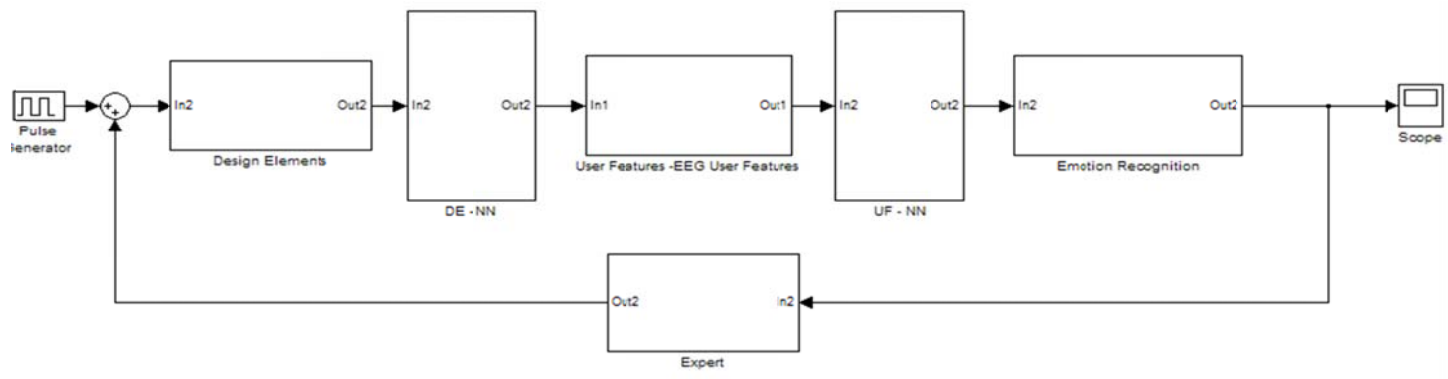 In2
Out2
In2
Out2
In1
Out1
In2
Out2
In2
Out2
Pulse
Generator
Scope
Design Elements
User Features -EEG User Features
Emotion Recognition
DE - NN
UF - NN
Out2
In2
Expert